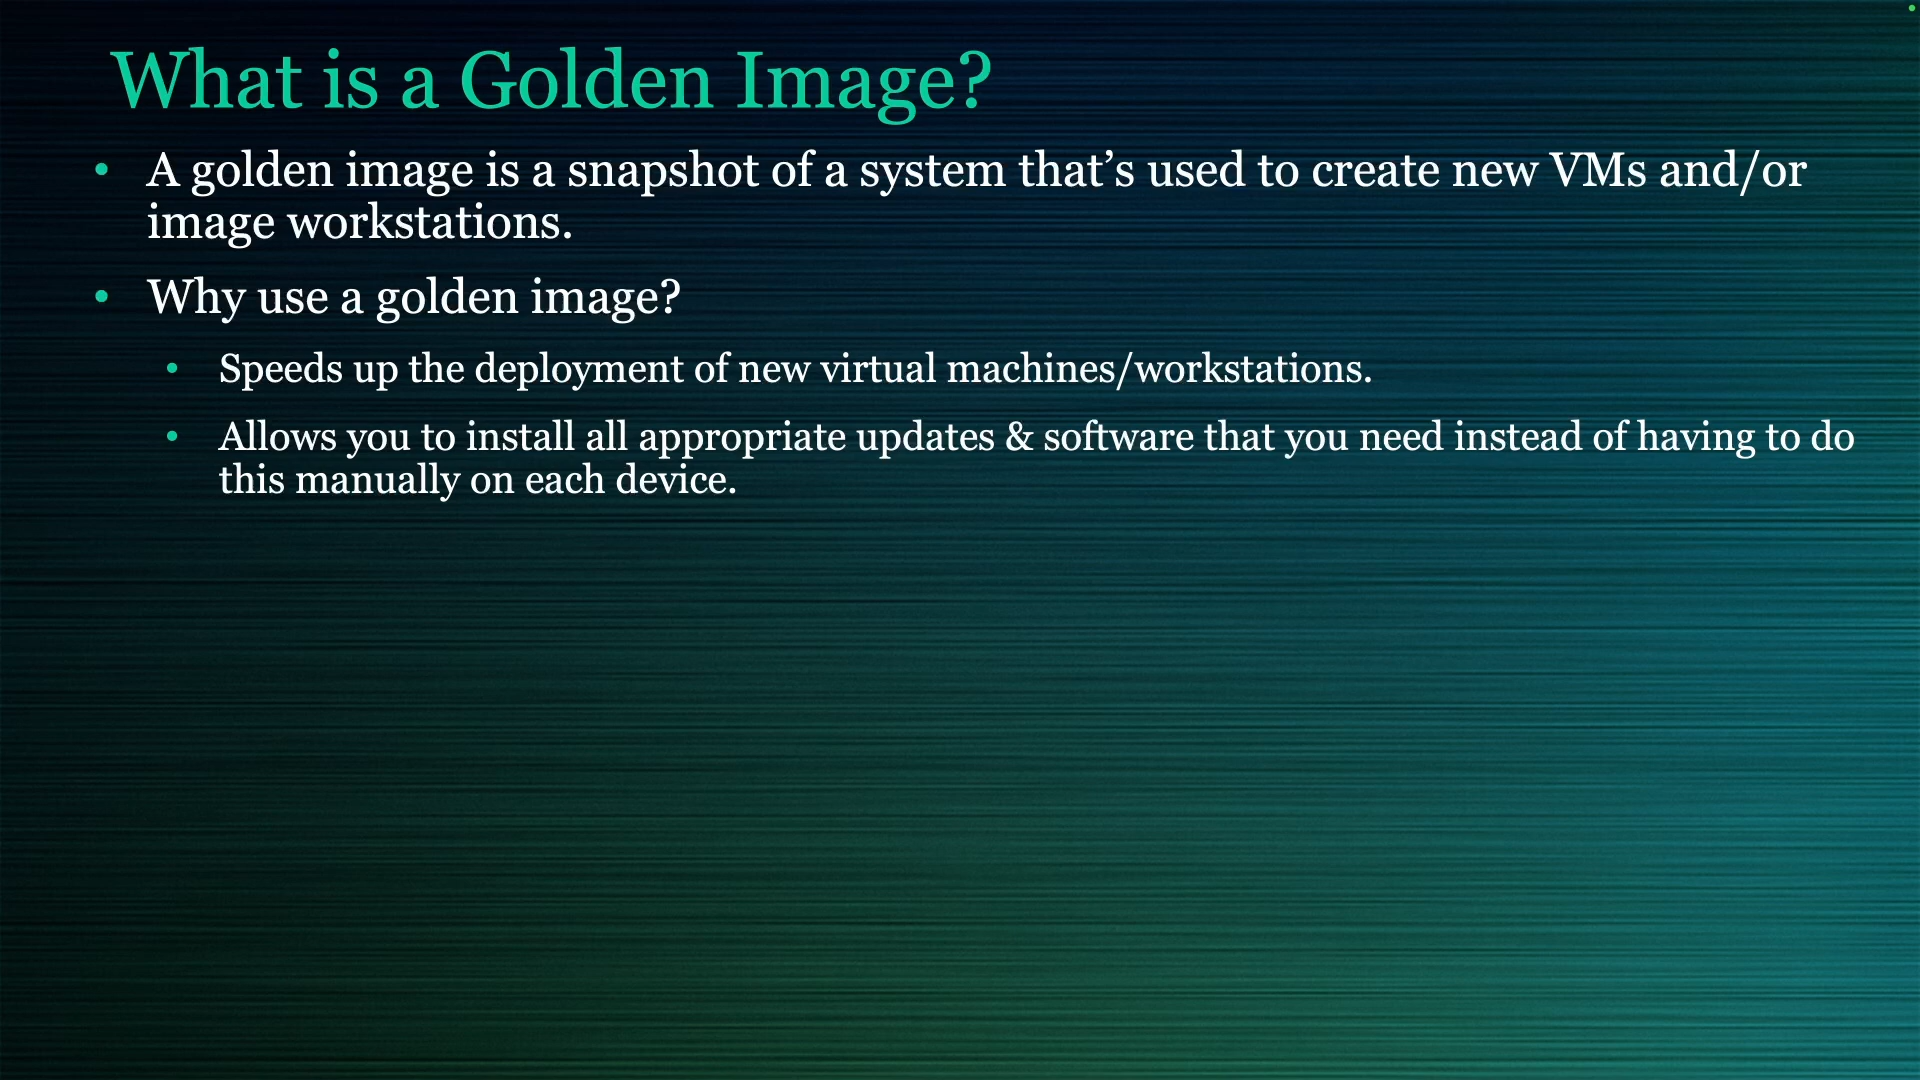 What is a Golden Image?
• A golden image is a snapshot of a system that’s used to create new VMs and/or
image workstations.
• Why use a golden image?
• Speeds up the deployment of new virtual machines/workstations.
• Allows you to install all appropriate updates & software that you need instead of having to do
this manually on each device.